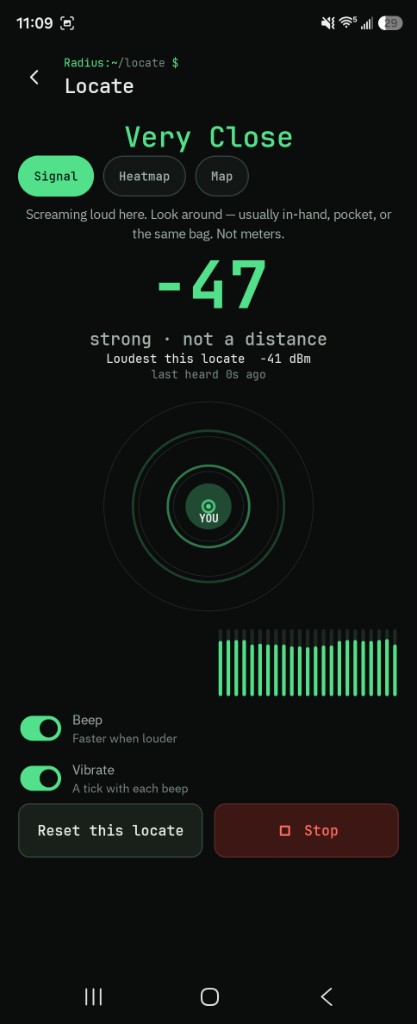 11:09
29
Radius:~/locate $
Locate
Very Close
Signal
Heatmap
Map
Screaming loud here. Look around — usually in-hand, pocket, or
the same bag. Not meters.
-47
strong · not a distance
Loudest this locate -41 dBm
last heard 0s ago
YOU
Beep
Faster when louder
Vibrate
A tick with each beep
Reset this locate
Stop